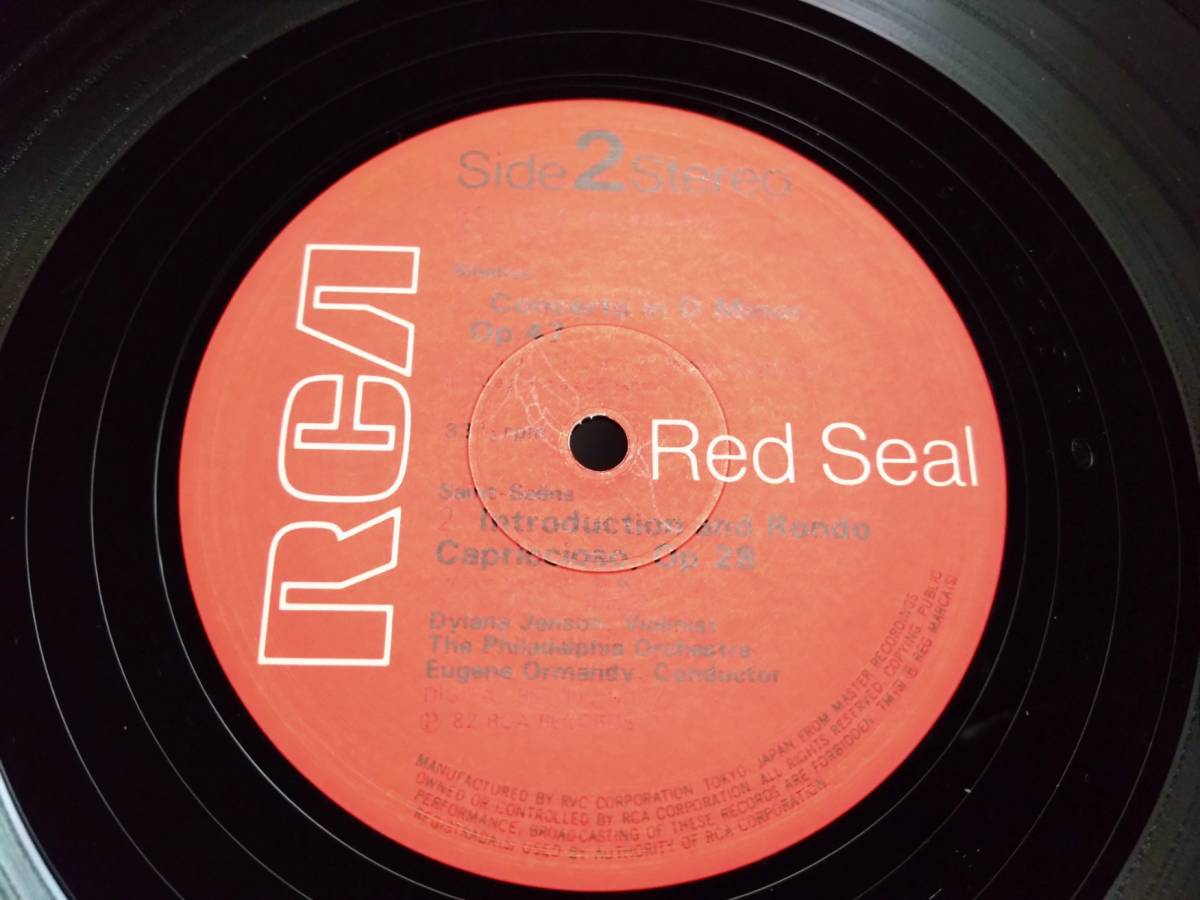 Side 2 Stereo
Sibelius
Concerto in D Minor,
Op 47
RCA
rpm
Red Seal
Saint-Saëns
2 Introduction and Rondo
Capriccioso, Op 28
Dylana Jenson Violinist
The Philadelphia Orchestra
Eugene Ormandy Conductor
℗ 82 RCA
MANUFACTURED BY RVC CORPORATION, TOKYO, JAPAN FROM MASTER RECORDINGS
OWNED OR CONTROLLED BY RCA CORPORATION. ALL RIGHTS RESERVED. COPYING, PUBLIC
PERFORMANCE, BROADCASTING OF THESE RECORDS ARE FORBIDDEN. TM(S) ® MARCA(S)
REGISTRADA(S) USED BY AUTHORITY OF RCA CORPORATION